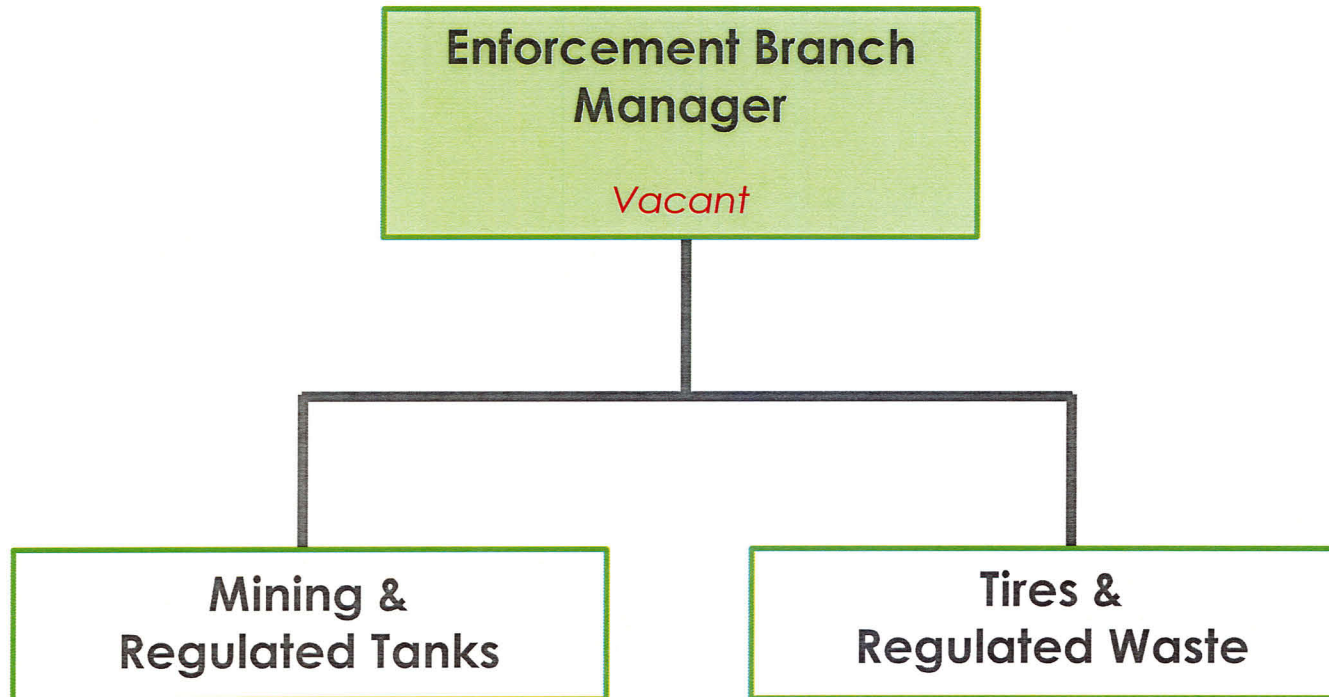 Enforcement Branch
Manager
Vacant
Mining &
Regulated Tanks
Tires &
Regulated Waste